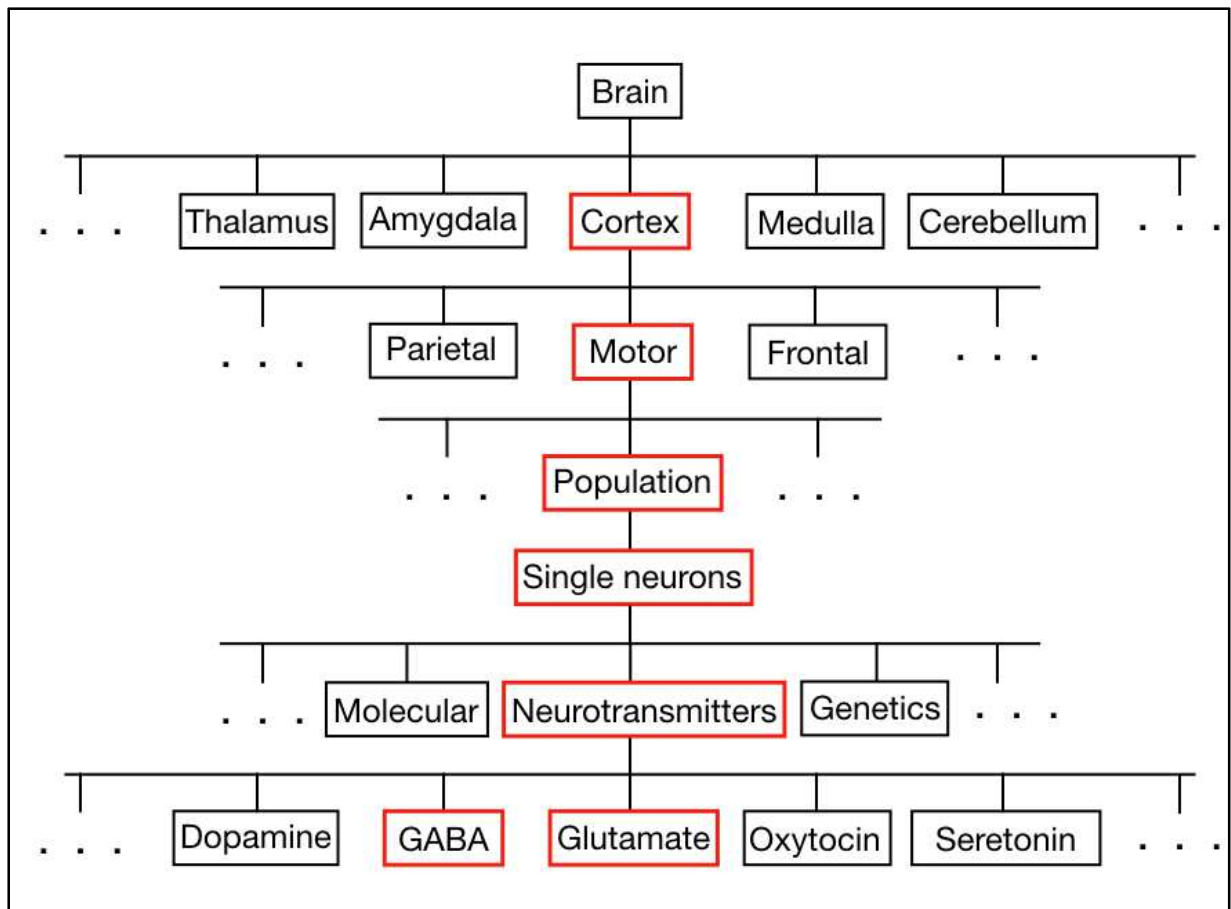 Brain
. . . Thalamus Amygdala Cortex Medulla Cerebellum . . .
. . . Parietal Motor Frontal . . .
. . . Population . . .
Single neurons
. . . Molecular Neurotransmitters Genetics . . .
. . . Dopamine GABA Glutamate Oxytocin Seretonin . . .